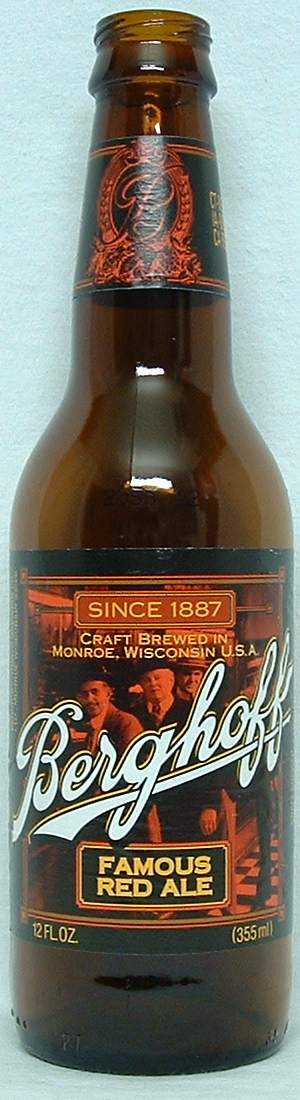 B
SINCE 1887
CRAFT BREWED IN
MONROE, WISCONSIN U.S.A.
Berghoff
FAMOUS
RED ALE
12 FL OZ.
(355 ml)